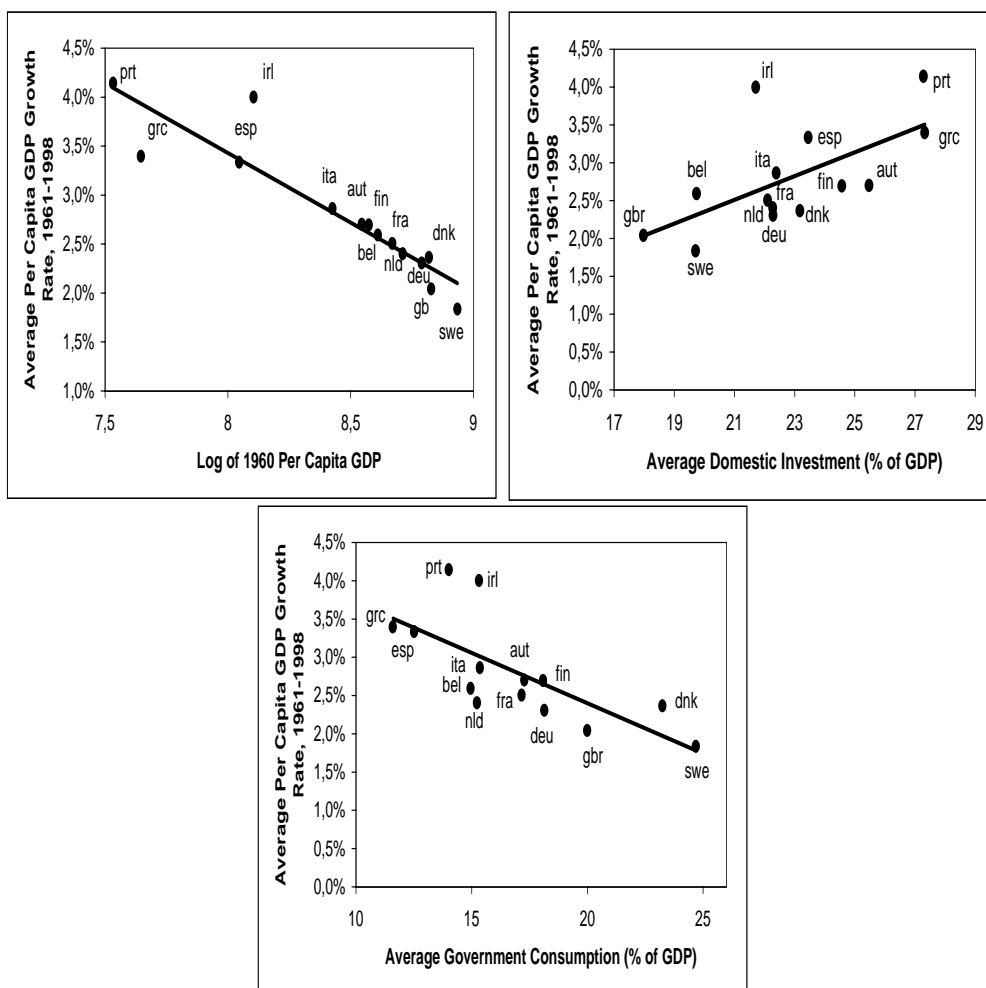 Average Per Capita GDP Growth
Rate, 1961-1998
4,5%
4,0%
3,5%
3,0%
2,5%
2,0%
1,5%
1,0%
prt
irl
grc
esp
ita
aut
fin
fra
dnk
bel
nld
deu
gb
swe
7,5
8
8,5
9
Log of 1960 Per Capita GDP
Average Per Capita GDP Growth
Rate, 1961-1998
4,5%
4,0%
3,5%
3,0%
2,5%
2,0%
1,5%
1,0%
0,5%
0,0%
irl
prt
esp
grc
ita
bel
fra
fin
aut
gbr
nld
dnk
deu
swe
17
19
21
23
25
27
29
Average Domestic Investment (% of GDP)
Average Per Capita GDP Growth
Rate, 1961-1998
4,5%
4,0%
3,5%
3,0%
2,5%
2,0%
1,5%
1,0%
0,5%
0,0%
prt
irl
grc
esp
aut
ita
fin
bel
fra
dnk
nld
deu
gbr
swe
10
15
20
25
Average Government Consumption (% of GDP)